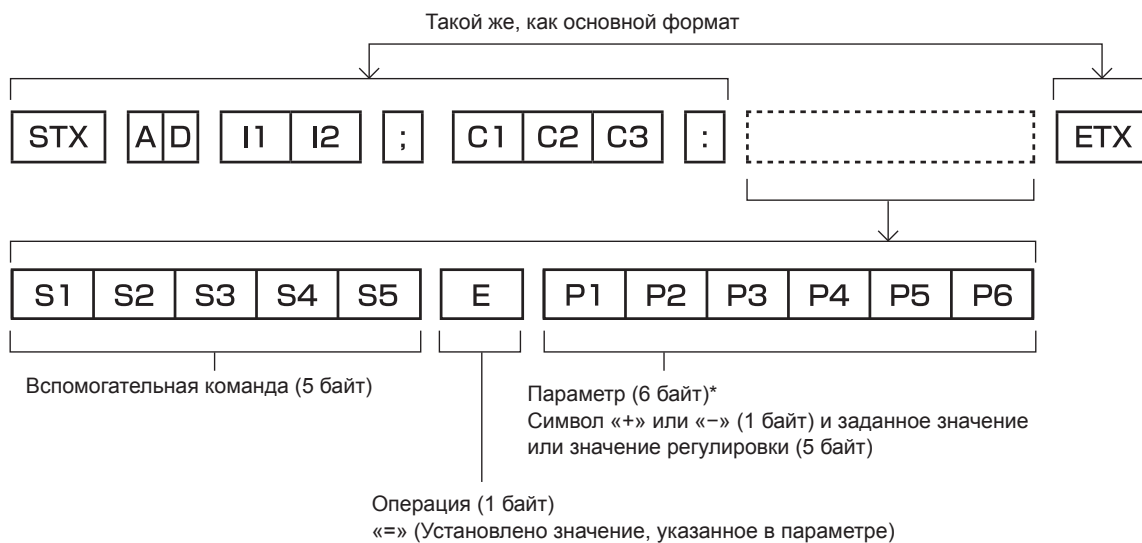 Такой же, как основной формат
STX A D I1 I2 ; C1 C2 C3 : ETX
S1 S2 S3 S4 S5 E P1 P2 P3 P4 P5 P6
Вспомогательная команда (5 байт)
Параметр (6 байт)*
Символ «+» или «−» (1 байт) и заданное значение
или значение регулировки (5 байт)
Операция (1 байт)
«=» (Установлено значение, указанное в параметре)